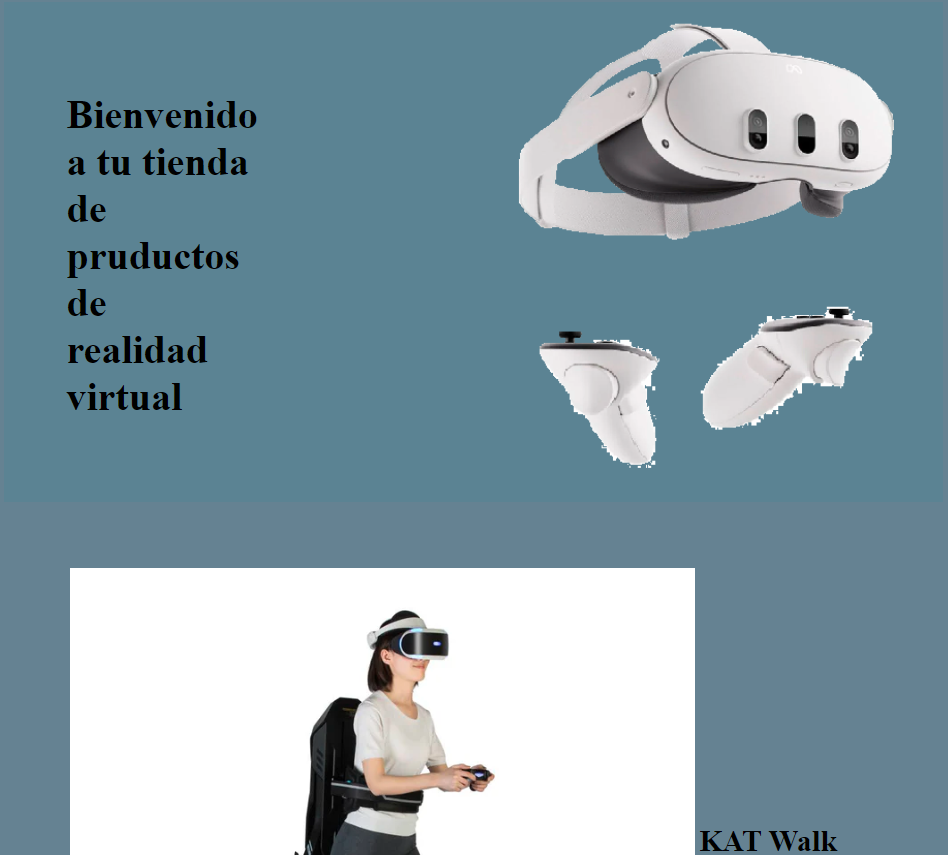 Bienvenido
a tu tienda
de
pruductos
de
realidad
virtual
KAT Walk